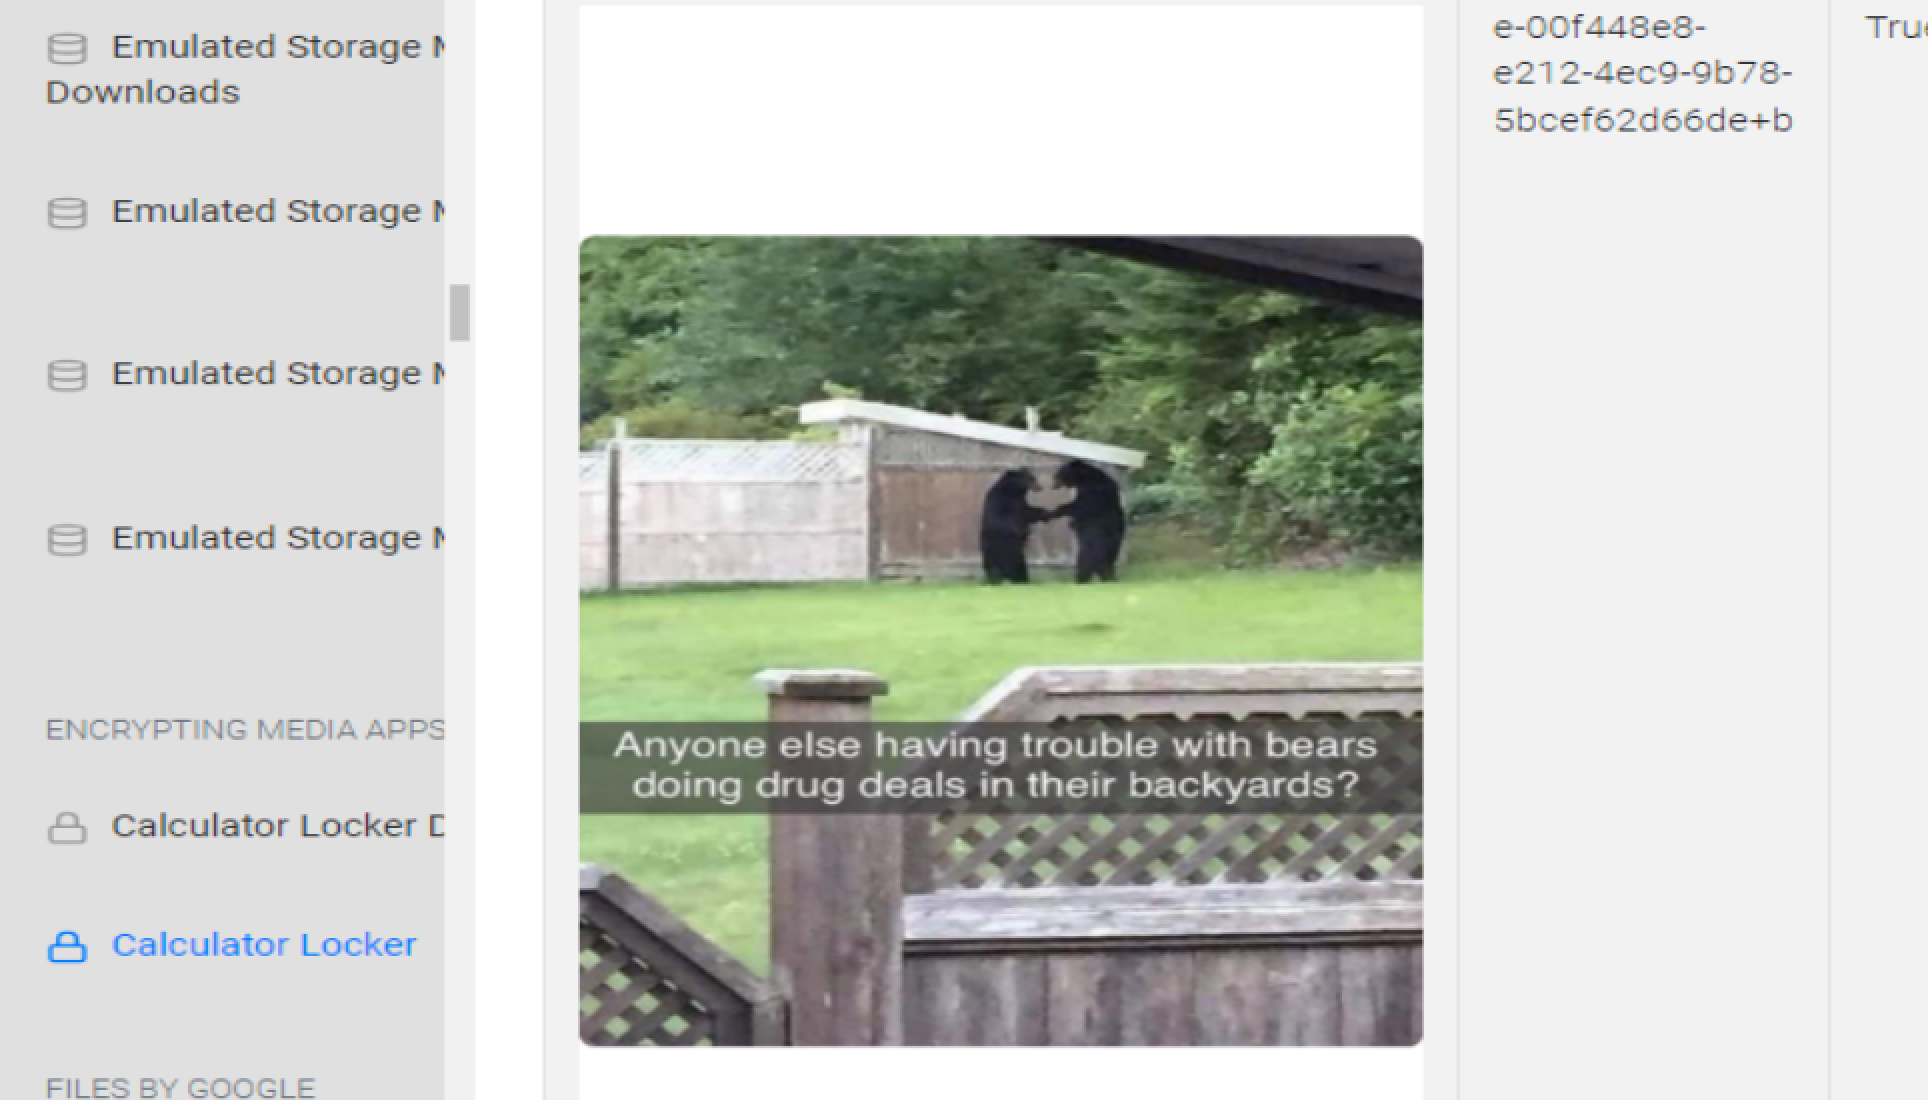 Emulated Storage
Downloads
Emulated Storage
Emulated Storage
Emulated Storage
ENCRYPTING MEDIA APPS
Calculator Locker
Calculator Locker
FILES BY GOOGLE
Anyone else having trouble with bears
doing drug deals in their backyards?
e-00f448e8-
e212-4ec9-9b78-
5bcef62d66de+b
True